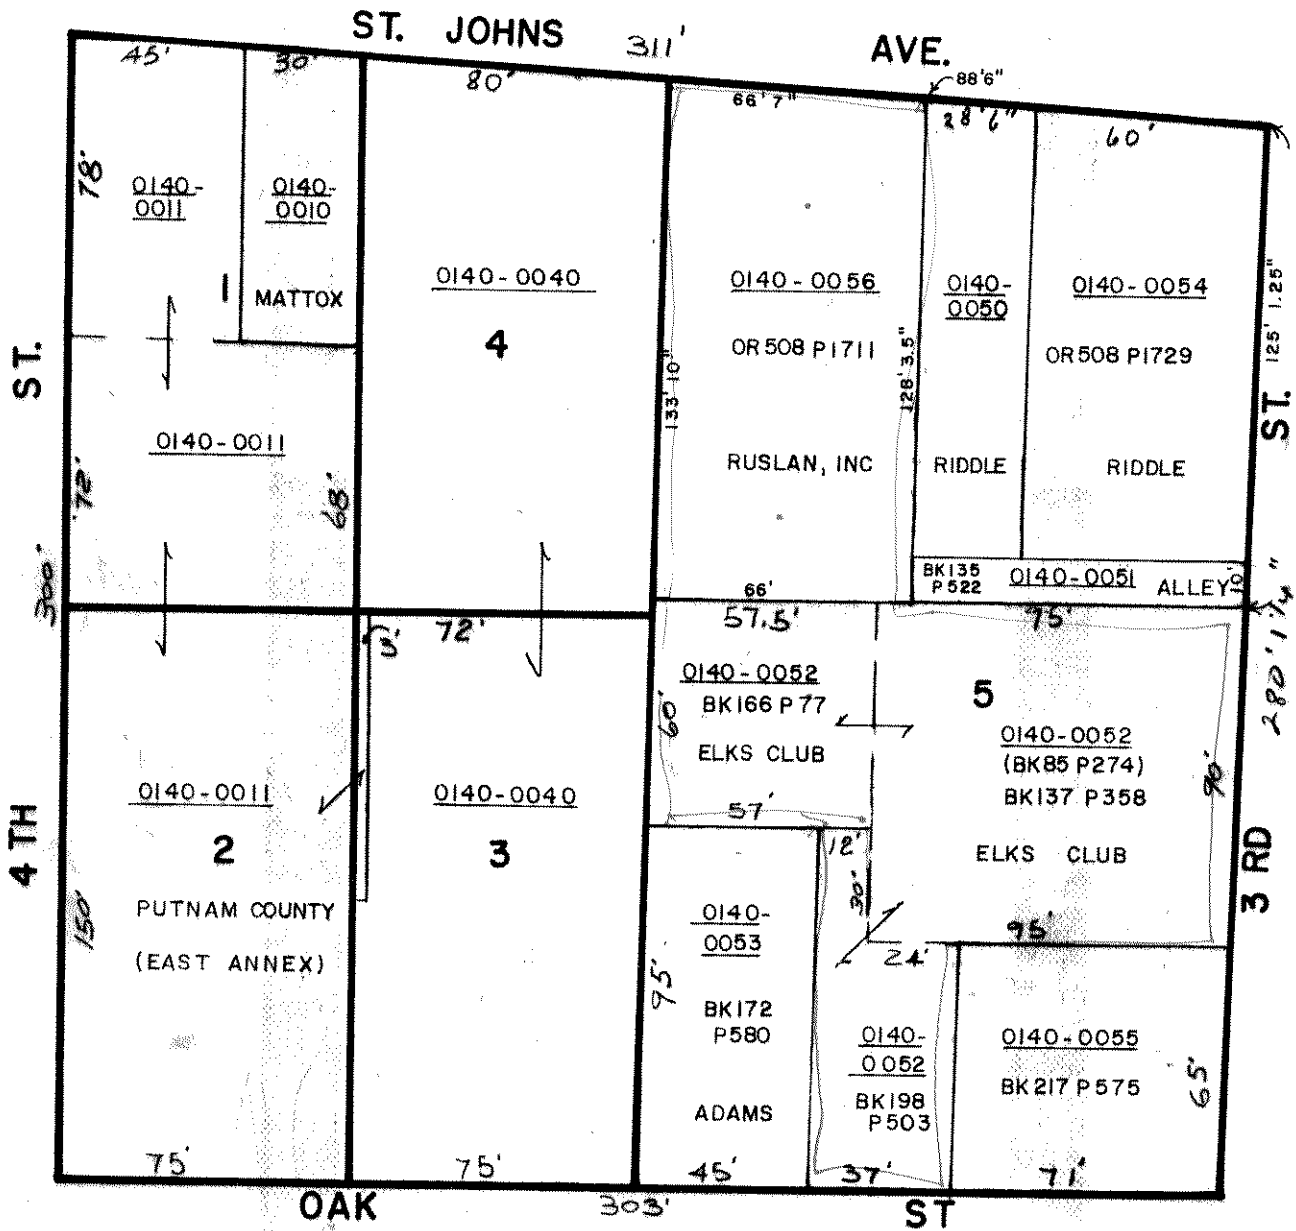 ST. JOHNS 311' AVE.
45'
30'
80'
66' 7"
88'6"
28'6"
60'
78'
0140-
0011
0140-
0010
1
MATTOX
0140-0040
4
0140-0056
OR 508 P1711
133' 10"
128' 3.5"
RUSLAN, INC
0140-
0050
RIDDLE
0140-0054
OR 508 P1729
RIDDLE
125' 1.25"
ST.
ST.
0140-0011
72'
68'
300'
66'
BK135
P522
0140-0051
ALLEY
10'
280' 1 1/4"
72'
5'
57.5'
75'
0140-0052
BK166 P77
60'
ELKS CLUB
57'
5
0140-0052
(BK85 P274)
BK137 P358
90'
ELKS CLUB
12'
30"
95'
24'
4 TH
0140-0011
2
PUTNAM COUNTY
(EAST ANNEX)
150'
0140-0040
3
3 RD
0140-
0053
95'
BK172
P580
ADAMS
0140-
0052
BK198
P503
0140-0055
BK217 P575
65'
75'
75'
45'
37'
71'
OAK 303' ST